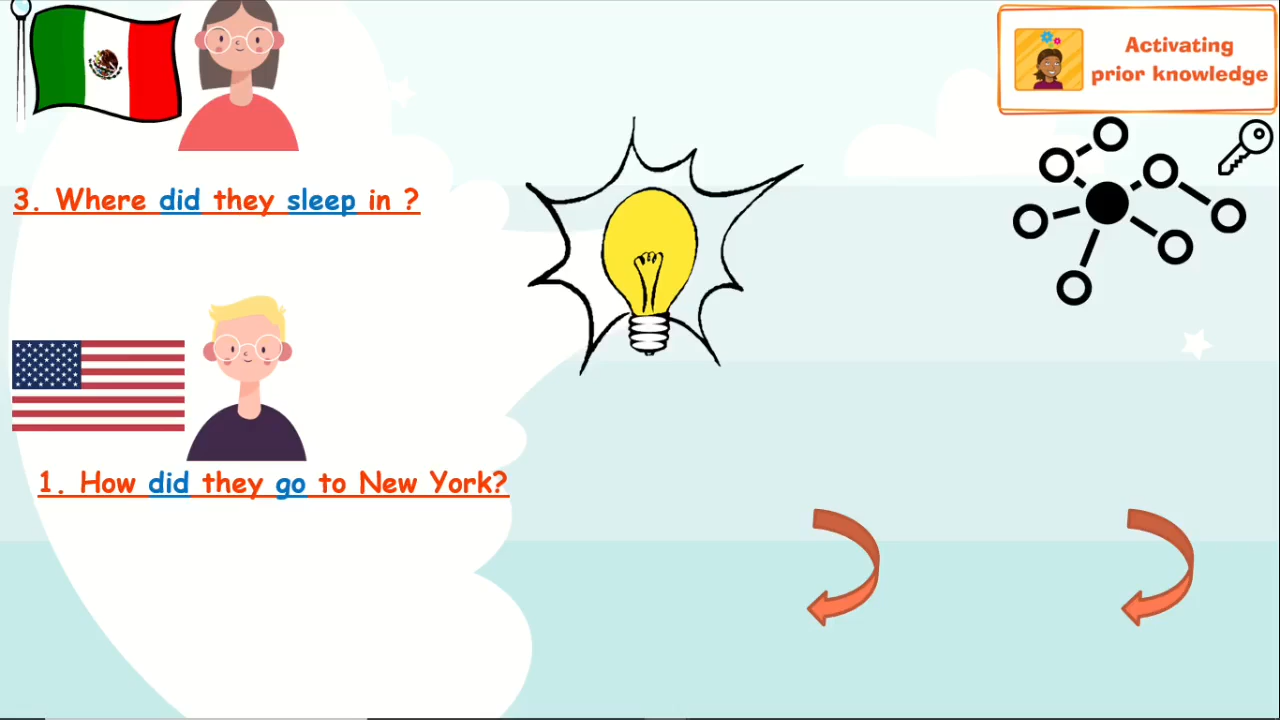 Activating
prior knowledge
3. Where did they sleep in ?
1. How did they go to New York?